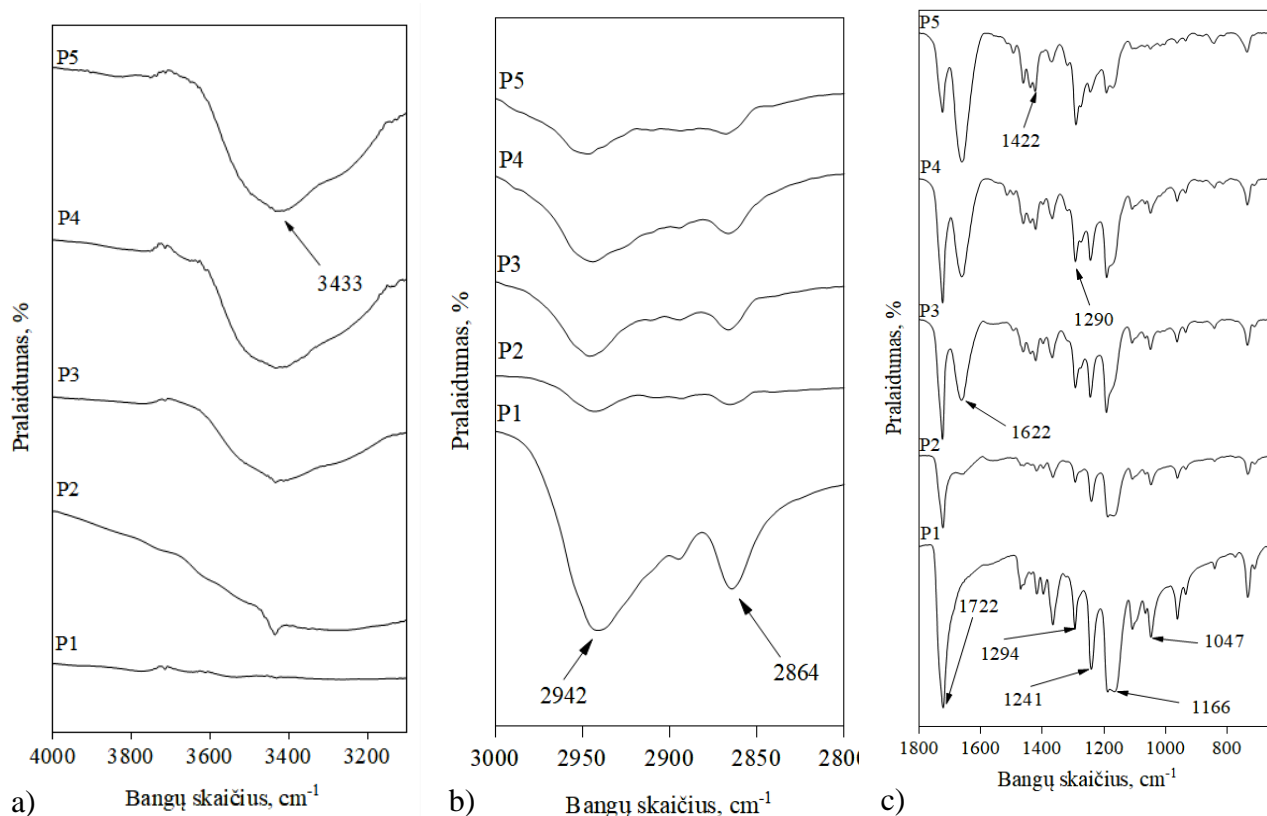 P5
P4
P3
P2
P1
3433
Pralaidumas, %
4000 3800 3600 3400 3200
Bangų skaičius, cm-1
a)
P5
P4
P3
P2
P1
2942
2864
Pralaidumas, %
3000 2950 2900 2850 2800
Bangų skaičius, cm-1
b)
P5
1422
P4
1290
P3
1622
P2
P1
1722
1294
1241
1047
1166
Pralaidumas, %
1800 1600 1400 1200 1000 800
Bangų skaičius, cm-1
c)